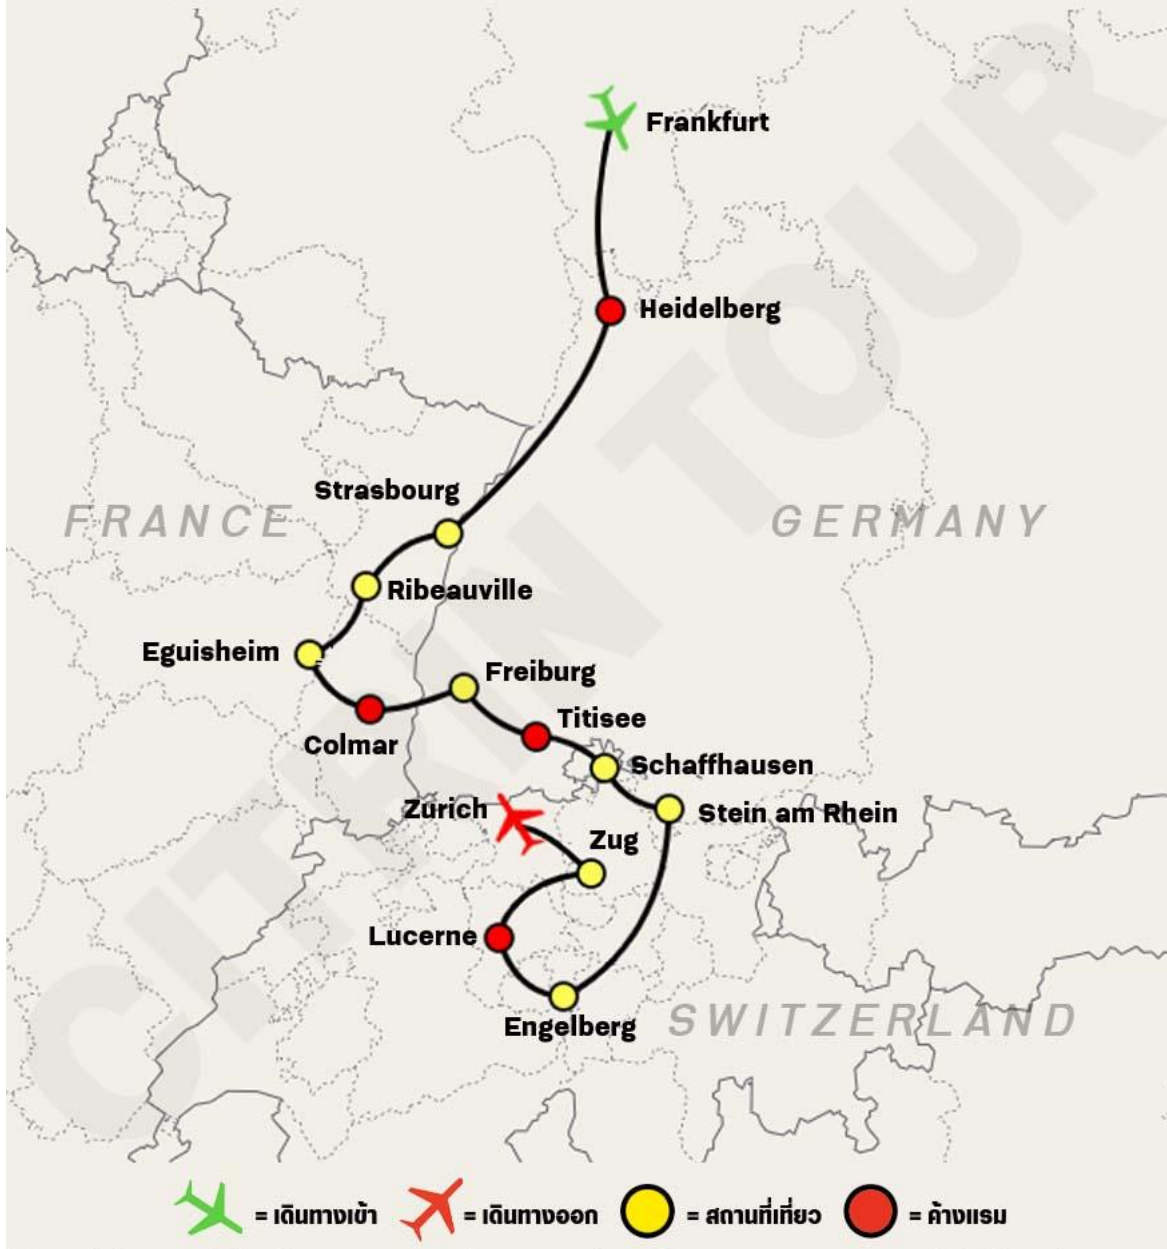 Frankfurt
Heidelberg
Strasbourg
FRANCE
GERMANY
Ribeauville
Eguisheim
Freiburg
Titisee
Colmar
Schaffhausen
Zurich
Stein am Rhein
Zug
Lucerne
SWITZERLAND
Engelberg
CITRIN TOUR
= เดินทางเข้า = เดินทางออก = สถานที่เที่ยว = ค้างแรม